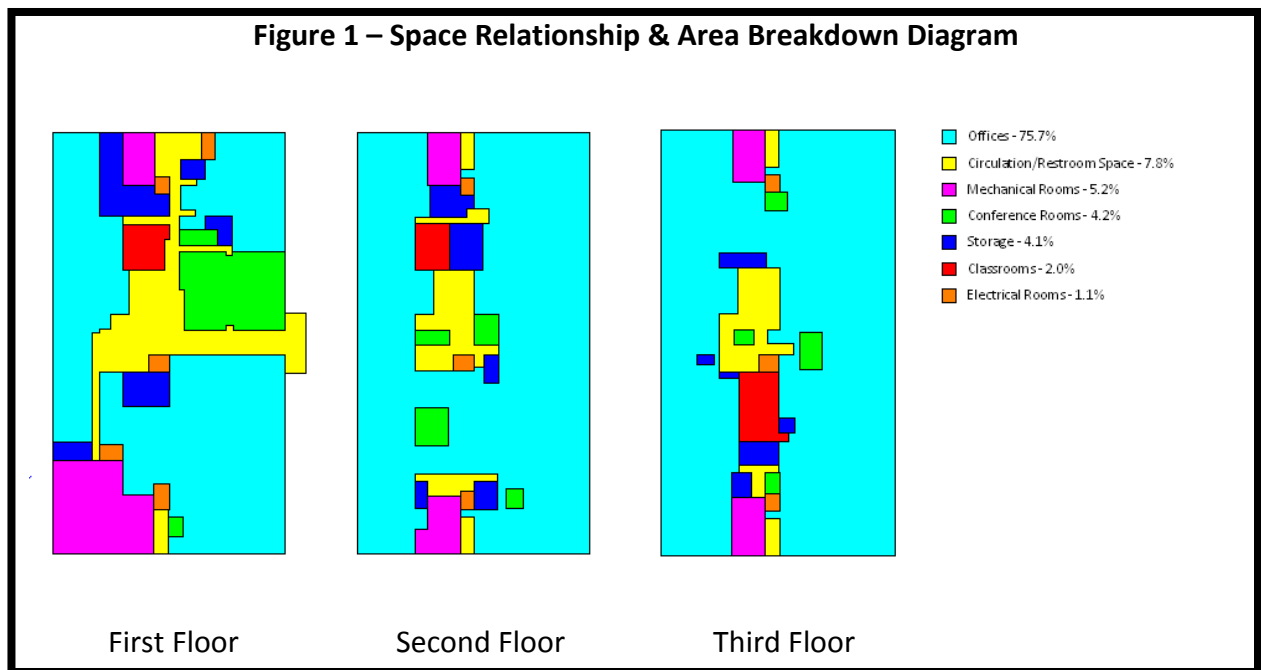 Figure 1 – Space Relationship & Area Breakdown Diagram
Offices - 75.7%
Circulation/Restroom Space - 7.8%
Mechanical Rooms - 5.2%
Conference Rooms - 4.2%
Storage - 4.1%
Classrooms - 2.0%
Electrical Rooms - 1.1%
First Floor
Second Floor
Third Floor